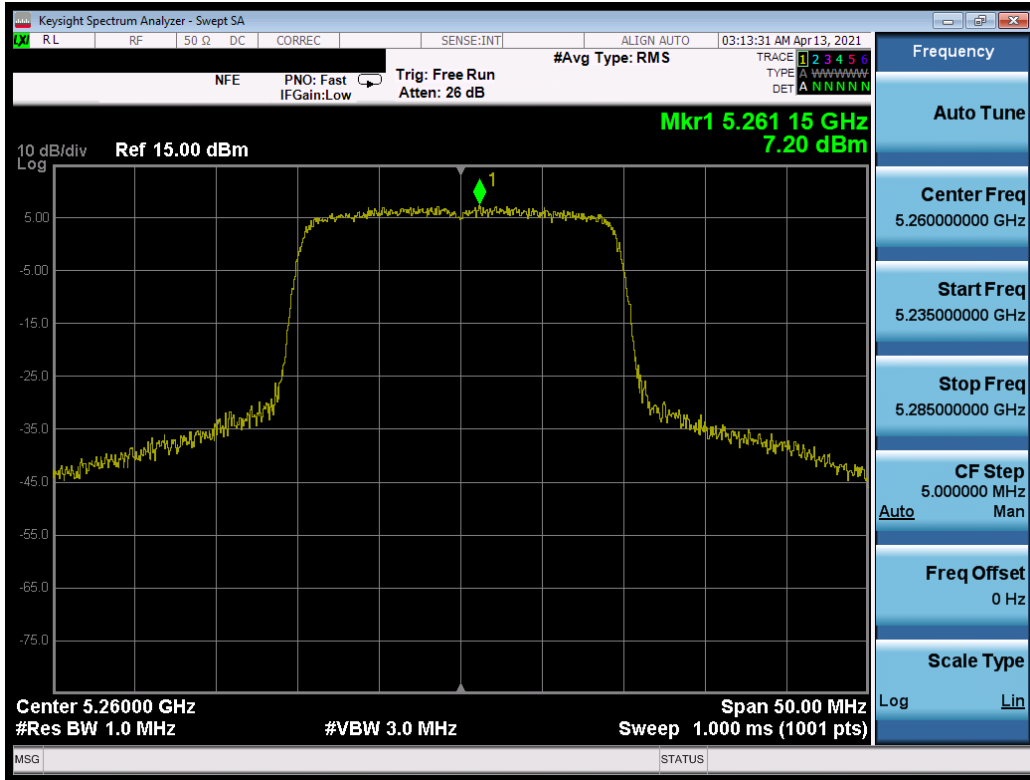 Keysight Spectrum Analyzer - Swept SA
LXI RL RF 50 Ω DC CORREC SENSE:INT ALIGN AUTO 03:13:31 AM Apr 13, 2021
#Avg Type: RMS TRACE 1 2 3 4 5 6
NFE PNO: Fast Trig: Free Run TYPE A WWWWW
IFGain:Low Atten: 26 dB DET A N N N N N
Mkr1 5.261 15 GHz
7.20 dBm
10 dB/div Ref 15.00 dBm
Log
1
5.00
-5.00
-15.0
-25.0
-35.0
-45.0
-55.0
-65.0
-75.0
Center 5.26000 GHz Span 50.00 MHz
#Res BW 1.0 MHz #VBW 3.0 MHz Sweep 1.000 ms (1001 pts)
MSG STATUS
Frequency
Auto Tune
Center Freq
5.260000000 GHz
Start Freq
5.235000000 GHz
Stop Freq
5.285000000 GHz
CF Step
5.000000 MHz
Auto Man
Freq Offset
0 Hz
Scale Type
Log Lin